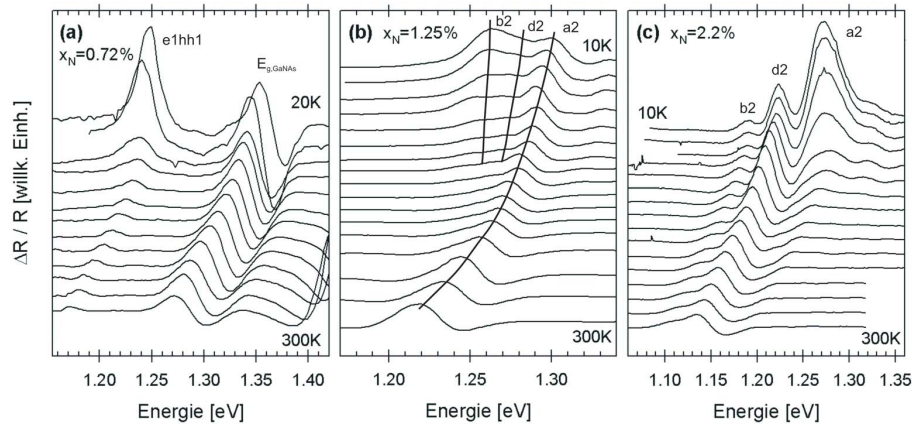 (a)
e1hh1
x_N=0.72%
E_g,GaNAs
20K
300K
(b) x_N=1.25%
b2 d2 a2
10K
300K
(c) x_N=2.2%
a2
d2
b2
10K
300K
ΔR / R [willk. Einh.]
1.20 1.25 1.30 1.35 1.40
1.20 1.25 1.30
1.10 1.15 1.20 1.25 1.30 1.35
Energie [eV] Energie [eV] Energie [eV]